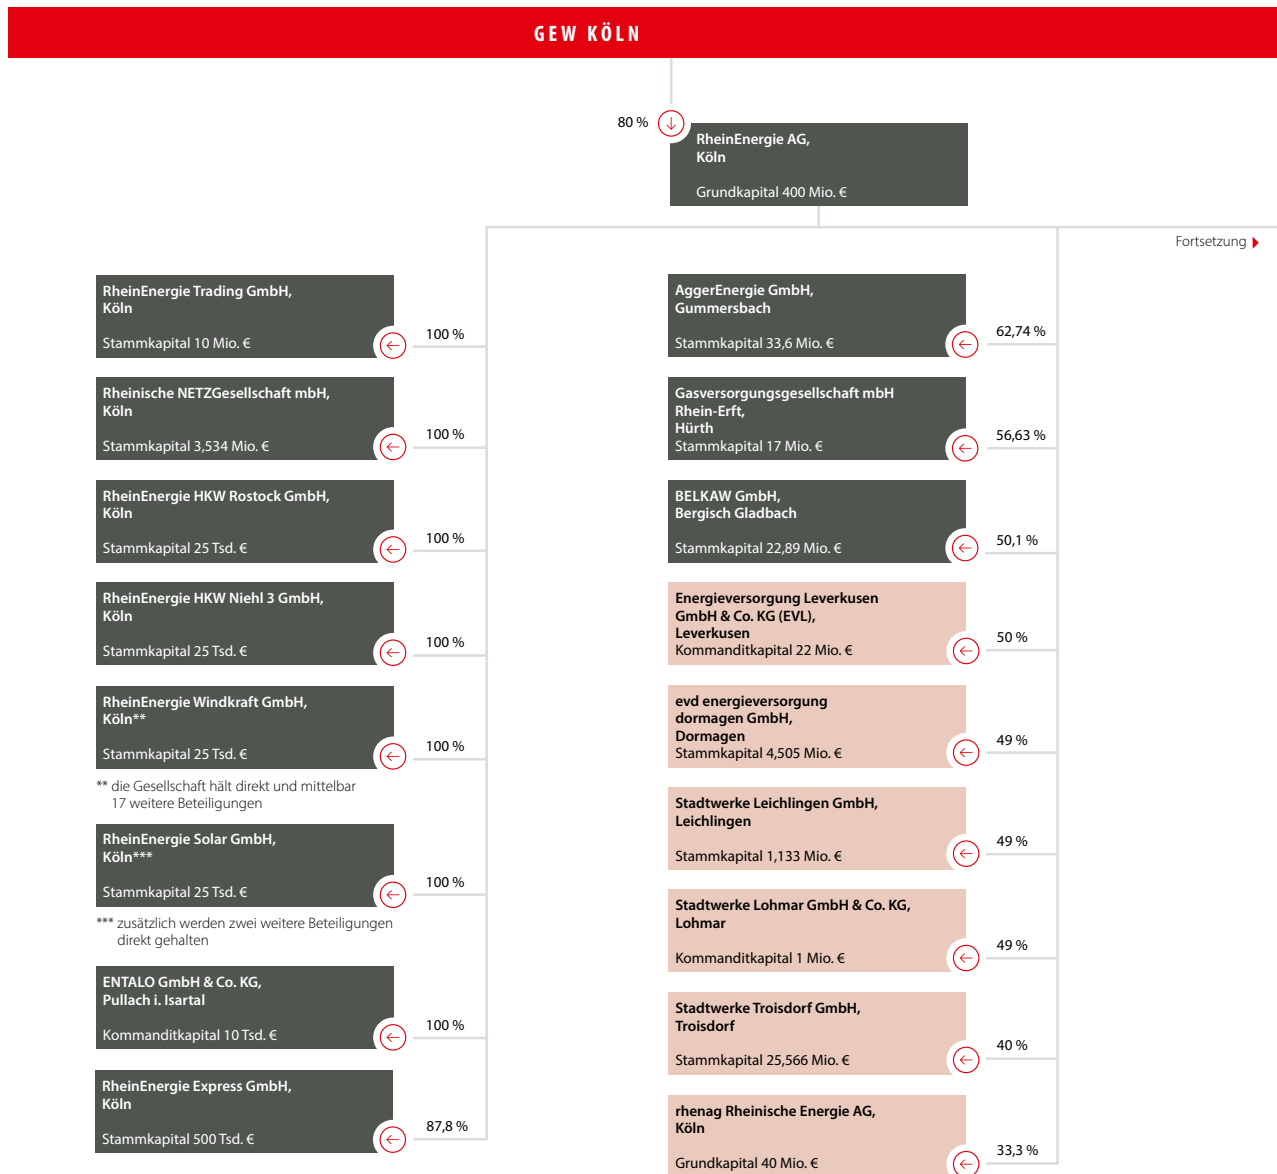 GEW KÖLN
80 %
RheinEnergie AG,
Köln
Grundkapital 400 Mio. €
Fortsetzung
RheinEnergie Trading GmbH,
Köln
Stammkapital 10 Mio. €
100 %
Rheinische NETZGesellschaft mbH,
Köln
Stammkapital 3,534 Mio. €
100 %
RheinEnergie HKW Rostock GmbH,
Köln
Stammkapital 25 Tsd. €
100 %
RheinEnergie HKW Niehl 3 GmbH,
Köln
Stammkapital 25 Tsd. €
100 %
RheinEnergie Windkraft GmbH,
Köln**
Stammkapital 25 Tsd. €
100 %
** die Gesellschaft hält direkt und mittelbar
17 weitere Beteiligungen
RheinEnergie Solar GmbH,
Köln***
Stammkapital 25 Tsd. €
100 %
*** zusätzlich werden zwei weitere Beteiligungen
direkt gehalten
ENTALO GmbH & Co. KG,
Pullach i. Isartal
Kommanditkapital 10 Tsd. €
100 %
RheinEnergie Express GmbH,
Köln
Stammkapital 500 Tsd. €
87,8 %
AggerEnergie GmbH,
Gummersbach
Stammkapital 33,6 Mio. €
62,74 %
Gasversorgungsgesellschaft mbH
Rhein-Erft,
Hürth
Stammkapital 17 Mio. €
56,63 %
BELKAW GmbH,
Bergisch Gladbach
Stammkapital 22,89 Mio. €
50,1 %
Energieversorgung Leverkusen
GmbH & Co. KG (EVL),
Leverkusen
Kommanditkapital 22 Mio. €
50 %
evd energieversorgung
dormagen GmbH,
Dormagen
Stammkapital 4,505 Mio. €
49 %
Stadtwerke Leichlingen GmbH,
Leichlingen
Stammkapital 1,133 Mio. €
49 %
Stadtwerke Lohmar GmbH & Co. KG,
Lohmar
Kommanditkapital 1 Mio. €
49 %
Stadtwerke Troisdorf GmbH,
Troisdorf
Stammkapital 25,566 Mio. €
40 %
rhenag Rheinische Energie AG,
Köln
Grundkapital 40 Mio. €
33,3 %